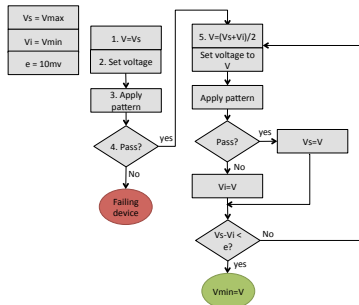 Vs = Vmax
Vi = Vmin
e = 10mv
1. V=Vs
2. Set voltage
3. Apply
pattern
4. Pass?
yes
No
Failing
device
5. V=(Vs+Vi)/2
Set voltage to
V
Apply pattern
Pass?
yes
Vs=V
No
Vi=V
Vs-Vi <
e?
No
yes
Vmin=V